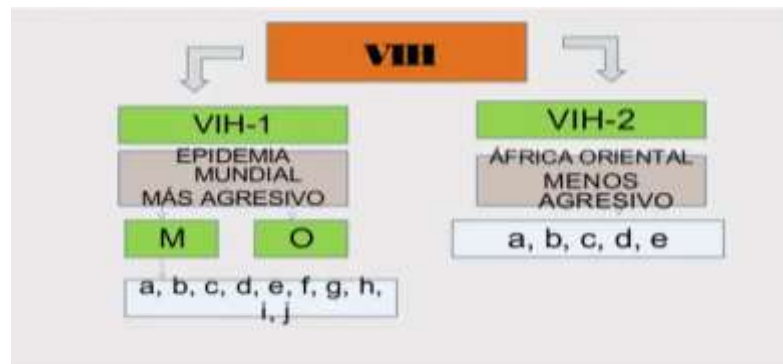 VIH
VIH-1
EPIDEMIA
MUNDIAL
MÁS AGRESIVO
M
O
a, b, c, d, e, f, g, h,
i, j
VIH-2
ÁFRICA ORIENTAL
MENOS
AGRESIVO
a, b, c, d, e